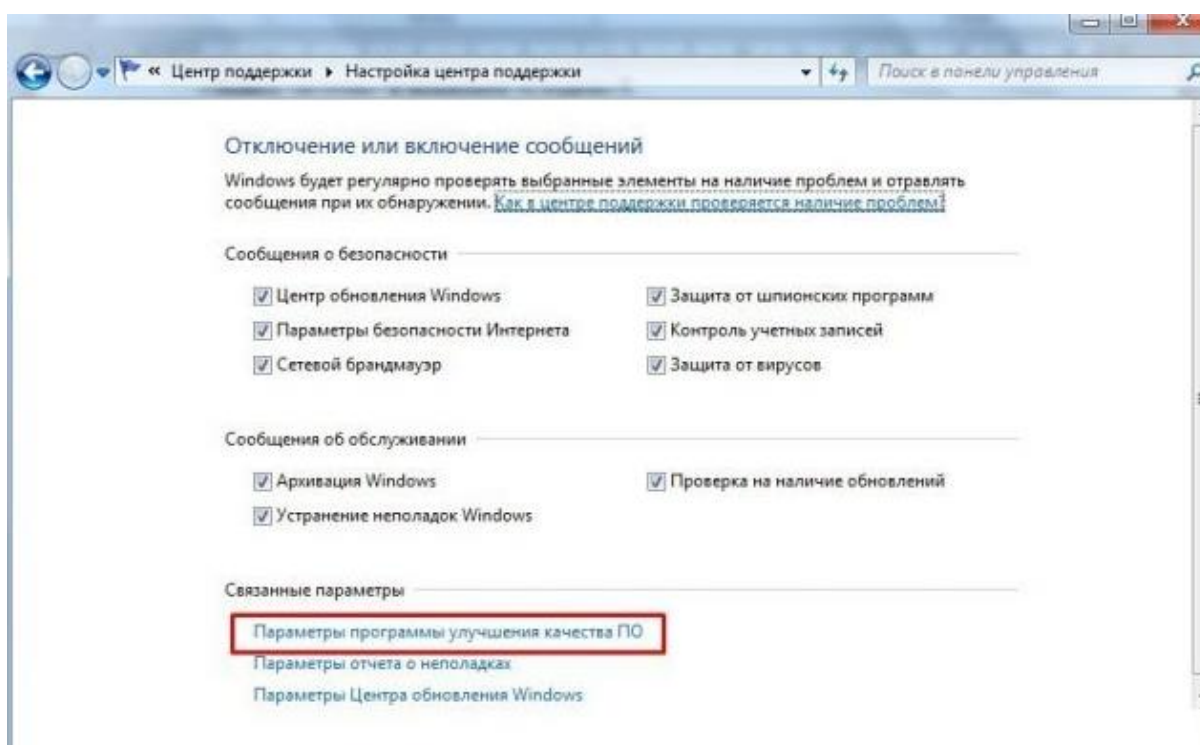 « Центр поддержки ▸ Настройка центра поддержки
Поиск в панели управления
Отключение или включение сообщений
Windows будет регулярно проверять выбранные элементы на наличие проблем и отравлять
сообщения при их обнаружении. Как в центре поддержки проверяется наличие проблем?
Сообщения о безопасности
Центр обновления Windows
Защита от шпионских программ
Параметры безопасности Интернета
Контроль учетных записей
Сетевой брандмауэр
Защита от вирусов
Сообщения об обслуживании
Архивация Windows
Проверка на наличие обновлений
Устранение неполадок Windows
Связанные параметры
Параметры программы улучшения качества ПО
Параметры отчета о неполадках
Параметры Центра обновления Windows